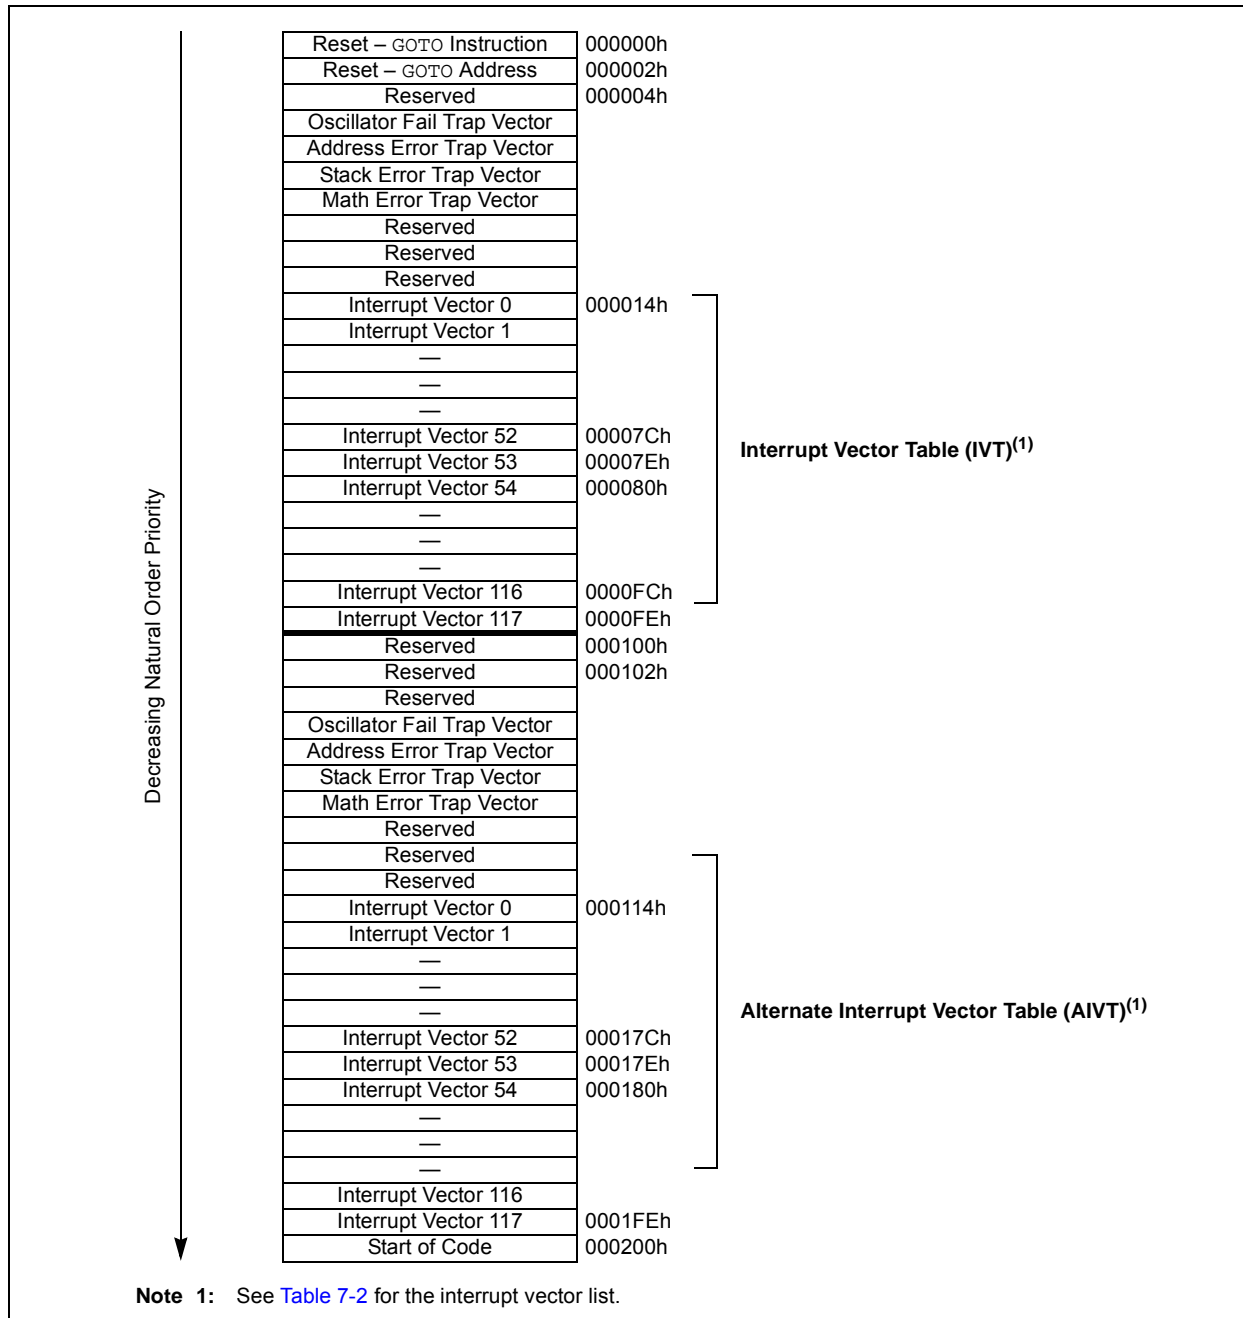 Reset – GOTO Instruction 000000h
Reset – GOTO Address 000002h
Reserved 000004h
Oscillator Fail Trap Vector
Address Error Trap Vector
Stack Error Trap Vector
Math Error Trap Vector
Reserved
Reserved
Reserved
Interrupt Vector 0 000014h
Interrupt Vector 1
—
—
—
Interrupt Vector 52 00007Ch
Interrupt Vector 53 00007Eh
Interrupt Vector 54 000080h
—
—
—
Interrupt Vector 116 0000FCh
Interrupt Vector 117 0000FEh
Interrupt Vector Table (IVT)(1)
Decreasing Natural Order Priority
Reserved 000100h
Reserved 000102h
Reserved
Oscillator Fail Trap Vector
Address Error Trap Vector
Stack Error Trap Vector
Math Error Trap Vector
Reserved
Reserved
Reserved
Interrupt Vector 0 000114h
Interrupt Vector 1
—
—
—
Interrupt Vector 52 00017Ch
Interrupt Vector 53 00017Eh
Interrupt Vector 54 000180h
—
—
—
Interrupt Vector 116
Interrupt Vector 117 0001FEh
Start of Code 000200h
Alternate Interrupt Vector Table (AIVT)(1)
Note 1: See Table 7-2 for the interrupt vector list.